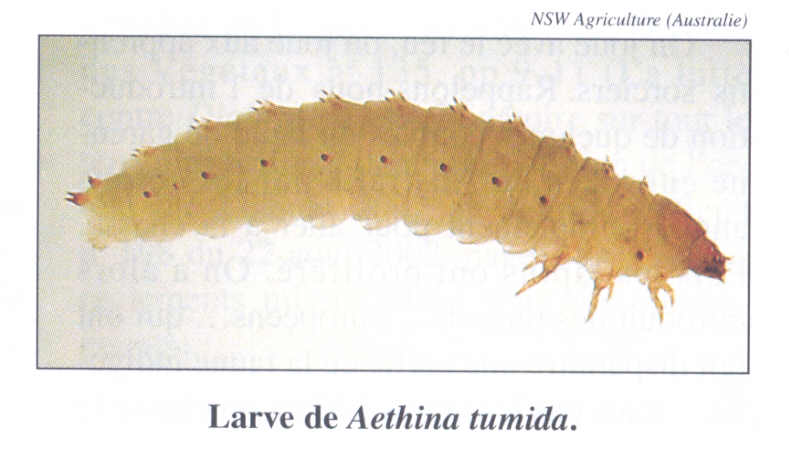 NSW Agriculture (Australie)
Larve de Aethina tumida.